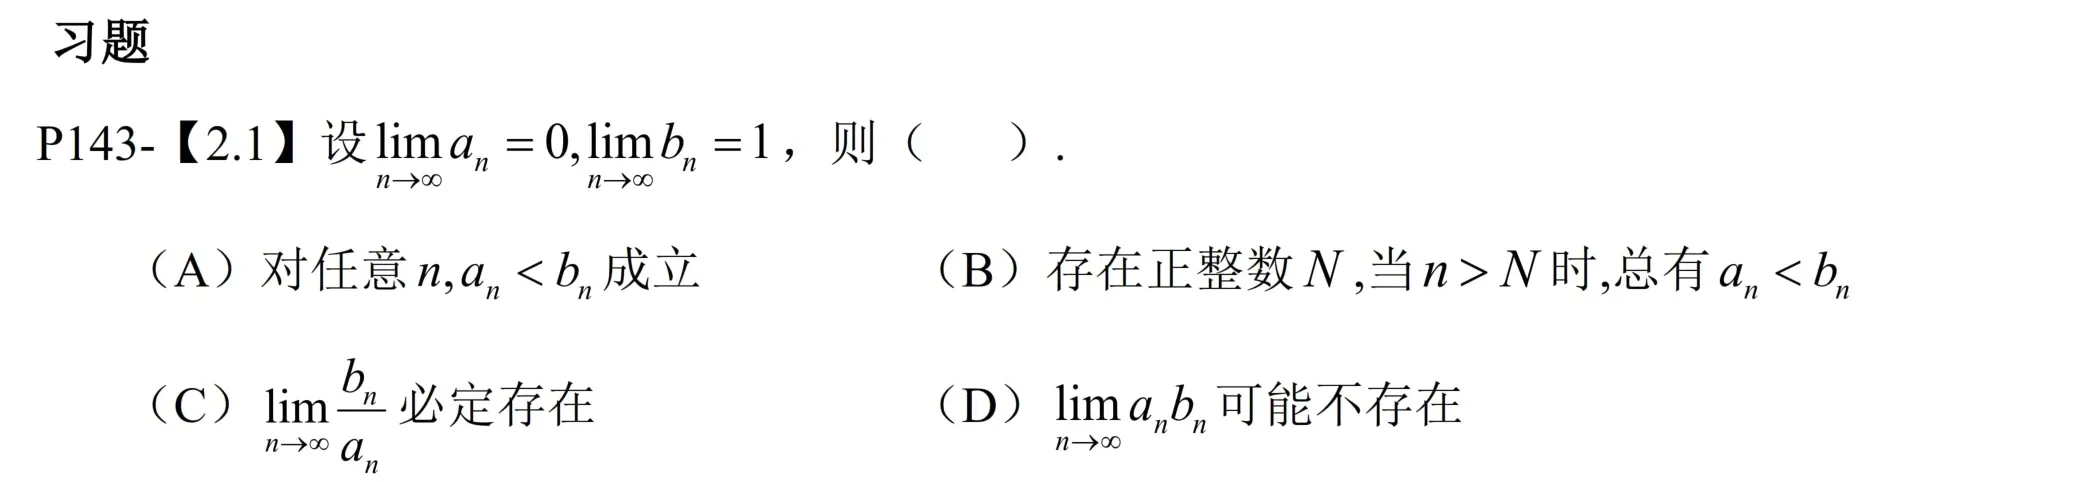 习题
P143-【2.1】设 $\lim_{n\to\infty} a_n = 0, \lim_{n\to\infty} b_n = 1$，则（ ）.
（A）对任意 $n, a_n < b_n$ 成立 （B）存在正整数 $N$ ,当 $n > N$ 时,总有 $a_n < b_n$
（C）$\lim_{n\to\infty} \frac{b_n}{a_n}$ 必定存在 （D）$\lim_{n\to\infty} a_n b_n$ 可能不存在